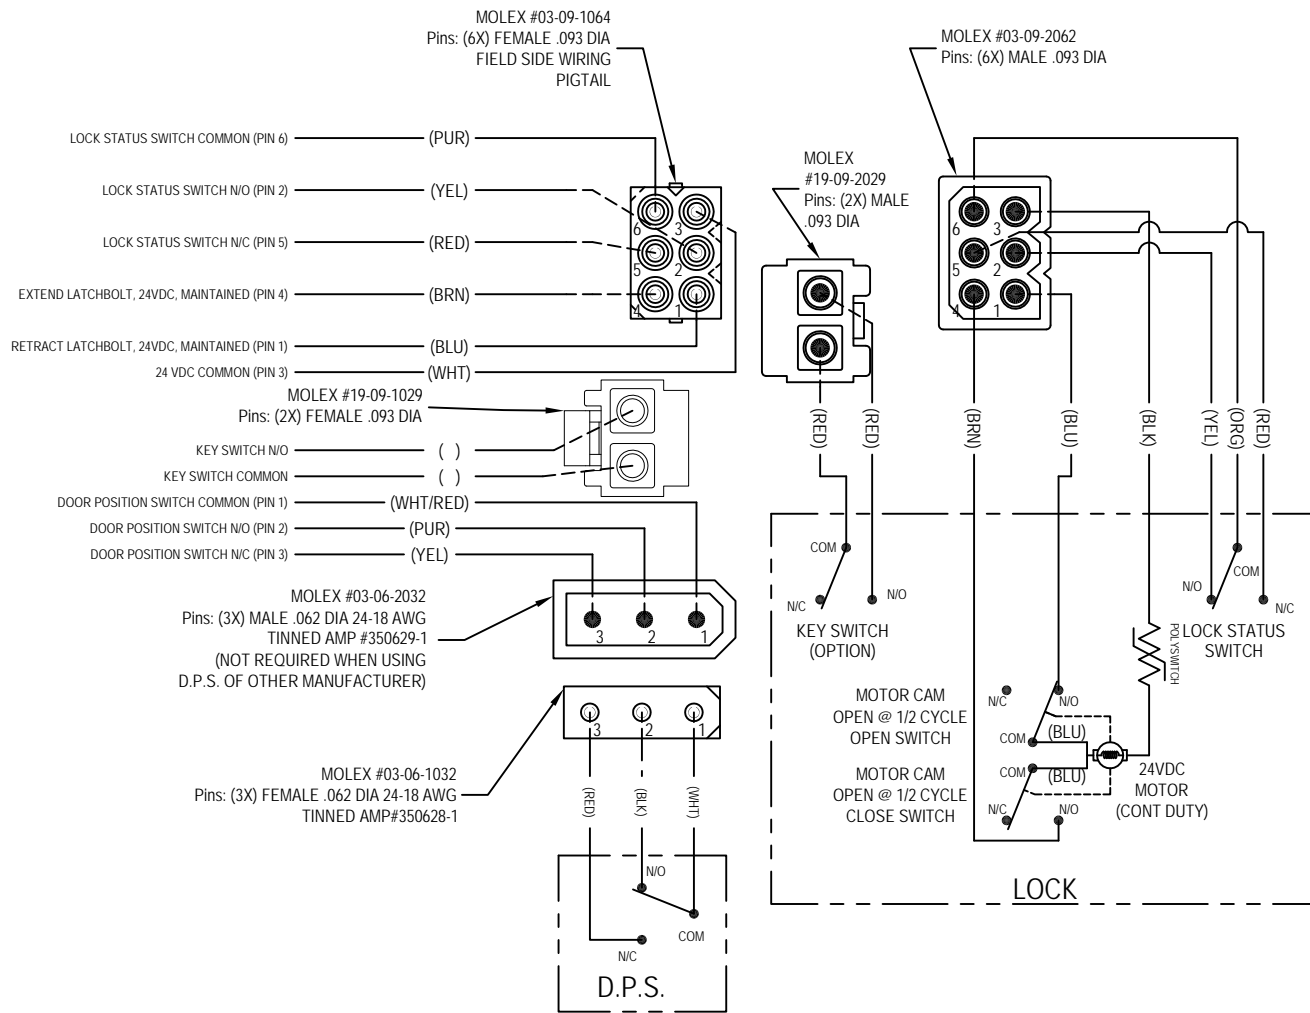 MOLEX #03-09-1064
Pins: (6X) FEMALE .093 DIA
FIELD SIDE WIRING
PIGTAIL
MOLEX #03-09-2062
Pins: (6X) MALE .093 DIA
MOLEX
#19-09-2029
Pins: (2X) MALE
.093 DIA
LOCK STATUS SWITCH COMMON (PIN 6)
(PUR)
LOCK STATUS SWITCH N/O (PIN 2)
(YEL)
LOCK STATUS SWITCH N/C (PIN 5)
(RED)
EXTEND LATCHBOLT, 24VDC, MAINTAINED (PIN 4)
(BRN)
RETRACT LATCHBOLT, 24VDC, MAINTAINED (PIN 1)
(BLU)
24 VDC COMMON (PIN 3)
(WHT)
6
3
5
2
4
1
6
3
5
2
4
1
MOLEX #19-09-1029
Pins: (2X) FEMALE .093 DIA
KEY SWITCH N/O
( )
KEY SWITCH COMMON
( )
DOOR POSITION SWITCH COMMON (PIN 1)
(WHT/RED)
DOOR POSITION SWITCH N/O (PIN 2)
(PUR)
DOOR POSITION SWITCH N/C (PIN 3)
(YEL)
(RED)
(RED)
(BRN)
(BLU)
(BLK)
(YEL)
(ORG)
(RED)
MOLEX #03-06-2032
Pins: (3X) MALE .062 DIA 24-18 AWG
TINNED AMP #350629-1
(NOT REQUIRED WHEN USING
D.P.S. OF OTHER MANUFACTURER)
3
2
1
COM
N/C
N/O
KEY SWITCH
(OPTION)
N/O
COM
N/C
LOCK STATUS
SWITCH
POLYSWITCH
3
2
1
MOLEX #03-06-1032
Pins: (3X) FEMALE .062 DIA 24-18 AWG
TINNED AMP#350628-1
(RED)
(BLK)
(WHT)
MOTOR CAM
OPEN @ 1/2 CYCLE
OPEN SWITCH
N/C
N/O
COM
(BLU)
MOTOR CAM
OPEN @ 1/2 CYCLE
CLOSE SWITCH
COM
(BLU)
N/C
N/O
24VDC
MOTOR
(CONT DUTY)
LOCK
N/O
COM
N/C
D.P.S.